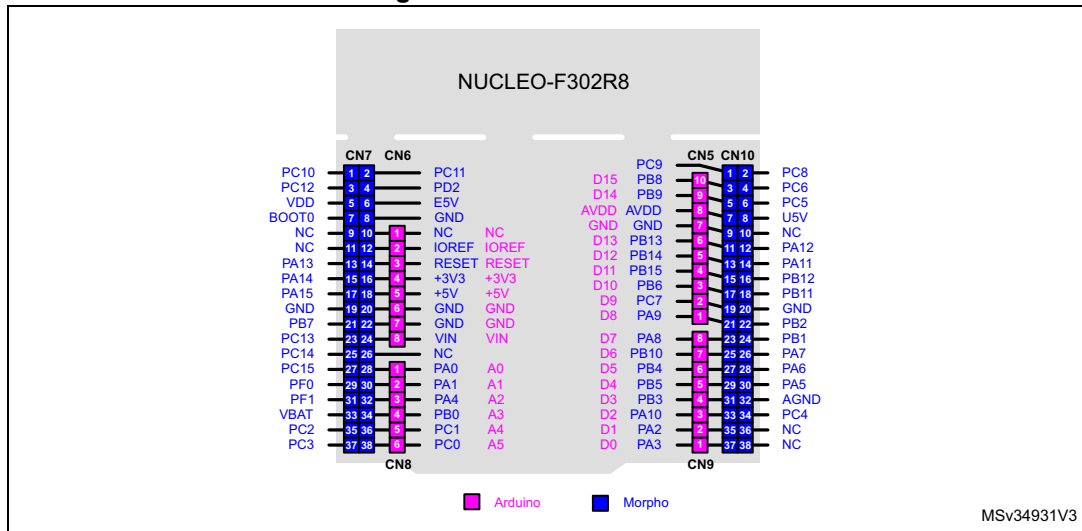 NUCLEO-F302R8
CN7 CN6 CN5 CN10
PC9
PC10 1 2 PC11 1 2 PC8
PC12 3 4 PD2 D15 PB8 10 3 4 PC6
VDD 5 6 E5V D14 PB9 9 5 6 PC5
BOOT0 7 8 GND AVDD AVDD 8 7 8 U5V
NC 9 10 1 NC NC GND GND 7 9 10 NC
NC 11 12 2 IOREF IOREF D13 PB13 6 11 12 PA12
PA13 13 14 3 RESET RESET D12 PB14 5 13 14 PA11
PA14 15 16 4 +3V3 +3V3 D11 PB15 4 15 16 PB12
PA15 17 18 5 +5V +5V D10 PB6 3 17 18 PB11
GND 19 20 6 GND GND D9 PC7 2 19 20 GND
PB7 21 22 7 GND GND D8 PA9 1 21 22 PB2
PC13 23 24 8 VIN VIN D7 PA8 8 23 24 PB1
PC14 25 26 NC D6 PB10 7 25 26 PA7
PC15 27 28 1 PA0 A0 D5 PB4 6 27 28 PA6
PF0 29 30 2 PA1 A1 D4 PB5 5 29 30 PA5
PF1 31 32 3 PA4 A2 D3 PB3 4 31 32 AGND
VBAT 33 34 4 PB0 A3 D2 PA10 3 33 34 PC4
PC2 35 36 5 PC1 A4 D1 PA2 2 35 36 NC
PC3 37 38 6 PC0 A5 D0 PA3 1 37 38 NC
CN8 CN9
Arduino Morpho
MSv34931V3